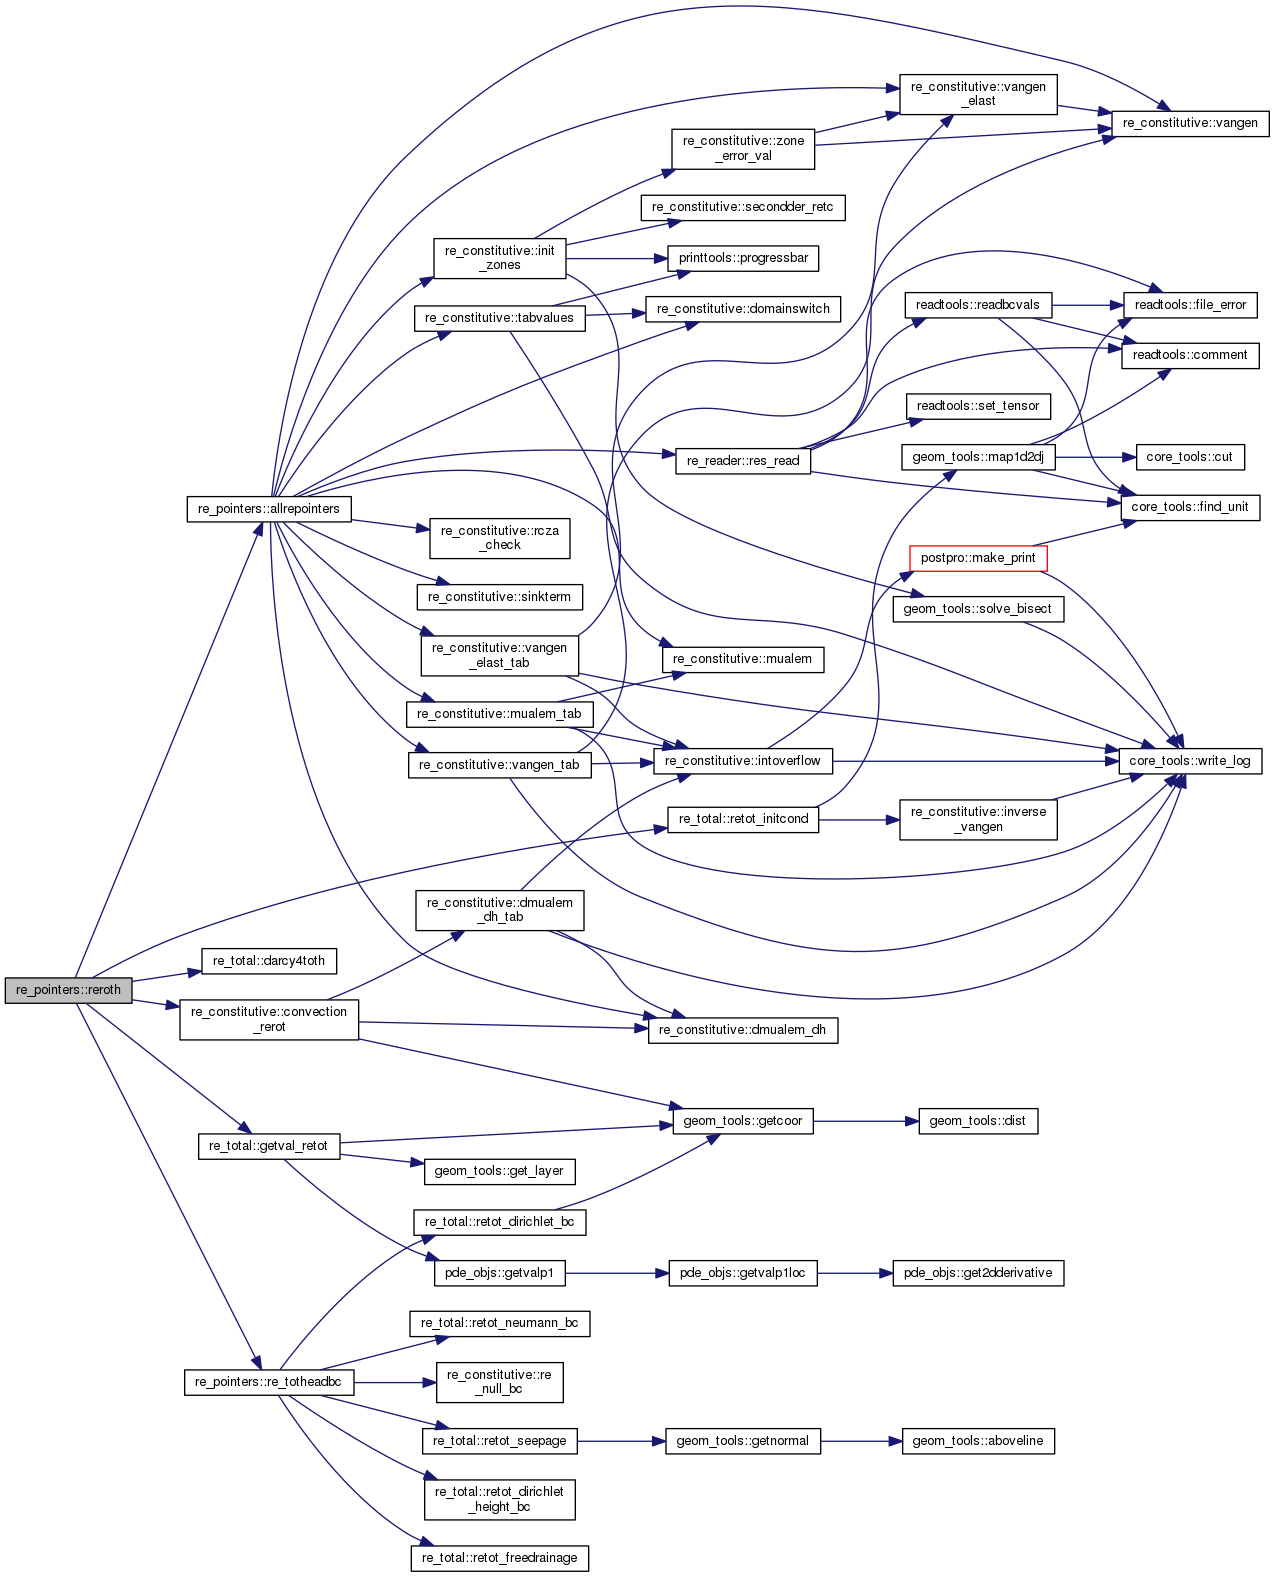 re_constitutive::vangen
_elast
re_constitutive::vangen
re_constitutive::zone
_error_val
re_constitutive::secondder_retc
re_constitutive::init
_zones
printtools::progressbar
readtools::readbcvals
readtools::file_error
re_constitutive::tabvalues
re_constitutive::domainswitch
readtools::comment
readtools::set_tensor
re_reader::res_read
geom_tools::map1d2dj
core_tools::cut
re_pointers::allrepointers
core_tools::find_unit
re_constitutive::rcza
_check
postpro::make_print
re_constitutive::sinkterm
geom_tools::solve_bisect
re_constitutive::vangen
_elast_tab
re_constitutive::mualem
re_constitutive::mualem_tab
re_constitutive::vangen_tab
re_constitutive::intoverflow
core_tools::write_log
re_total::retot_initcond
re_constitutive::inverse
_vangen
re_constitutive::dmualem
_dh_tab
re_total::darcy4toth
re_pointers::reroth
re_constitutive::convection
_rerot
re_constitutive::dmualem_dh
geom_tools::getcoor
geom_tools::dist
re_total::getval_retot
geom_tools::get_layer
re_total::retot_dirichlet_bc
pde_objs::getvalp1
pde_objs::getvalp1loc
pde_objs::get2dderivative
re_total::retot_neumann_bc
re_pointers::re_totheadbc
re_constitutive::re
_null_bc
re_total::retot_seepage
geom_tools::getnormal
geom_tools::aboveline
re_total::retot_dirichlet
_height_bc
re_total::retot_freedrainage